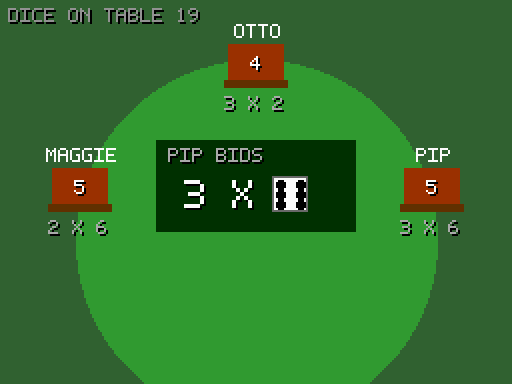 DICE ON TABLE 19
OTTO
4
3 X 2
MAGGIE
5
2 X 6
PIP BIDS
3 X
PIP
5
3 X 6